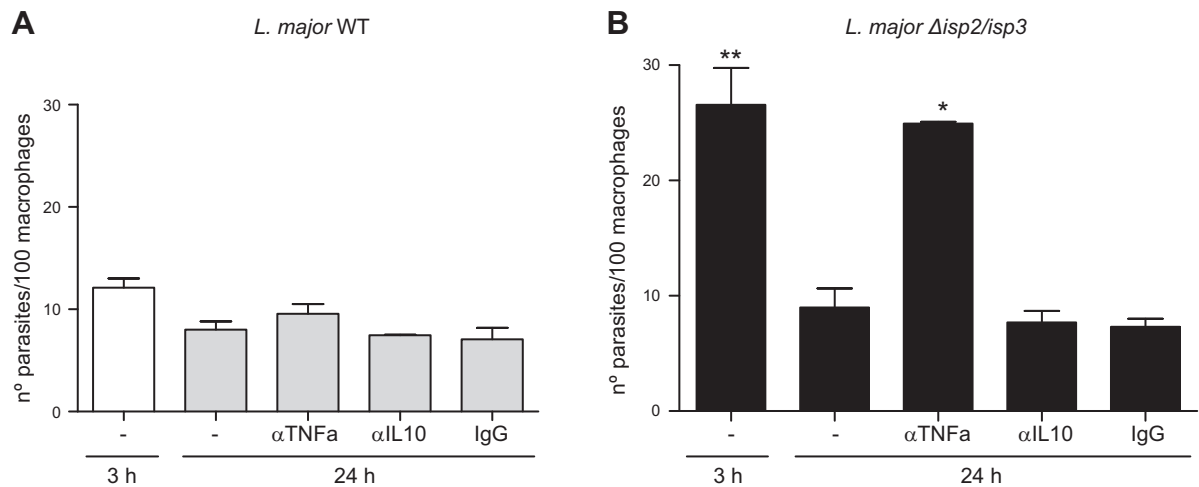 A
L. major WT
nº parasites/100 macrophages
30
20
10
0
-
-
αTNFa
αIL10
IgG
3 h
24 h
B
L. major Δisp2/isp3
nº parasites/100 macrophages
30
20
10
0
**
*
-
-
αTNFa
αIL10
IgG
3 h
24 h